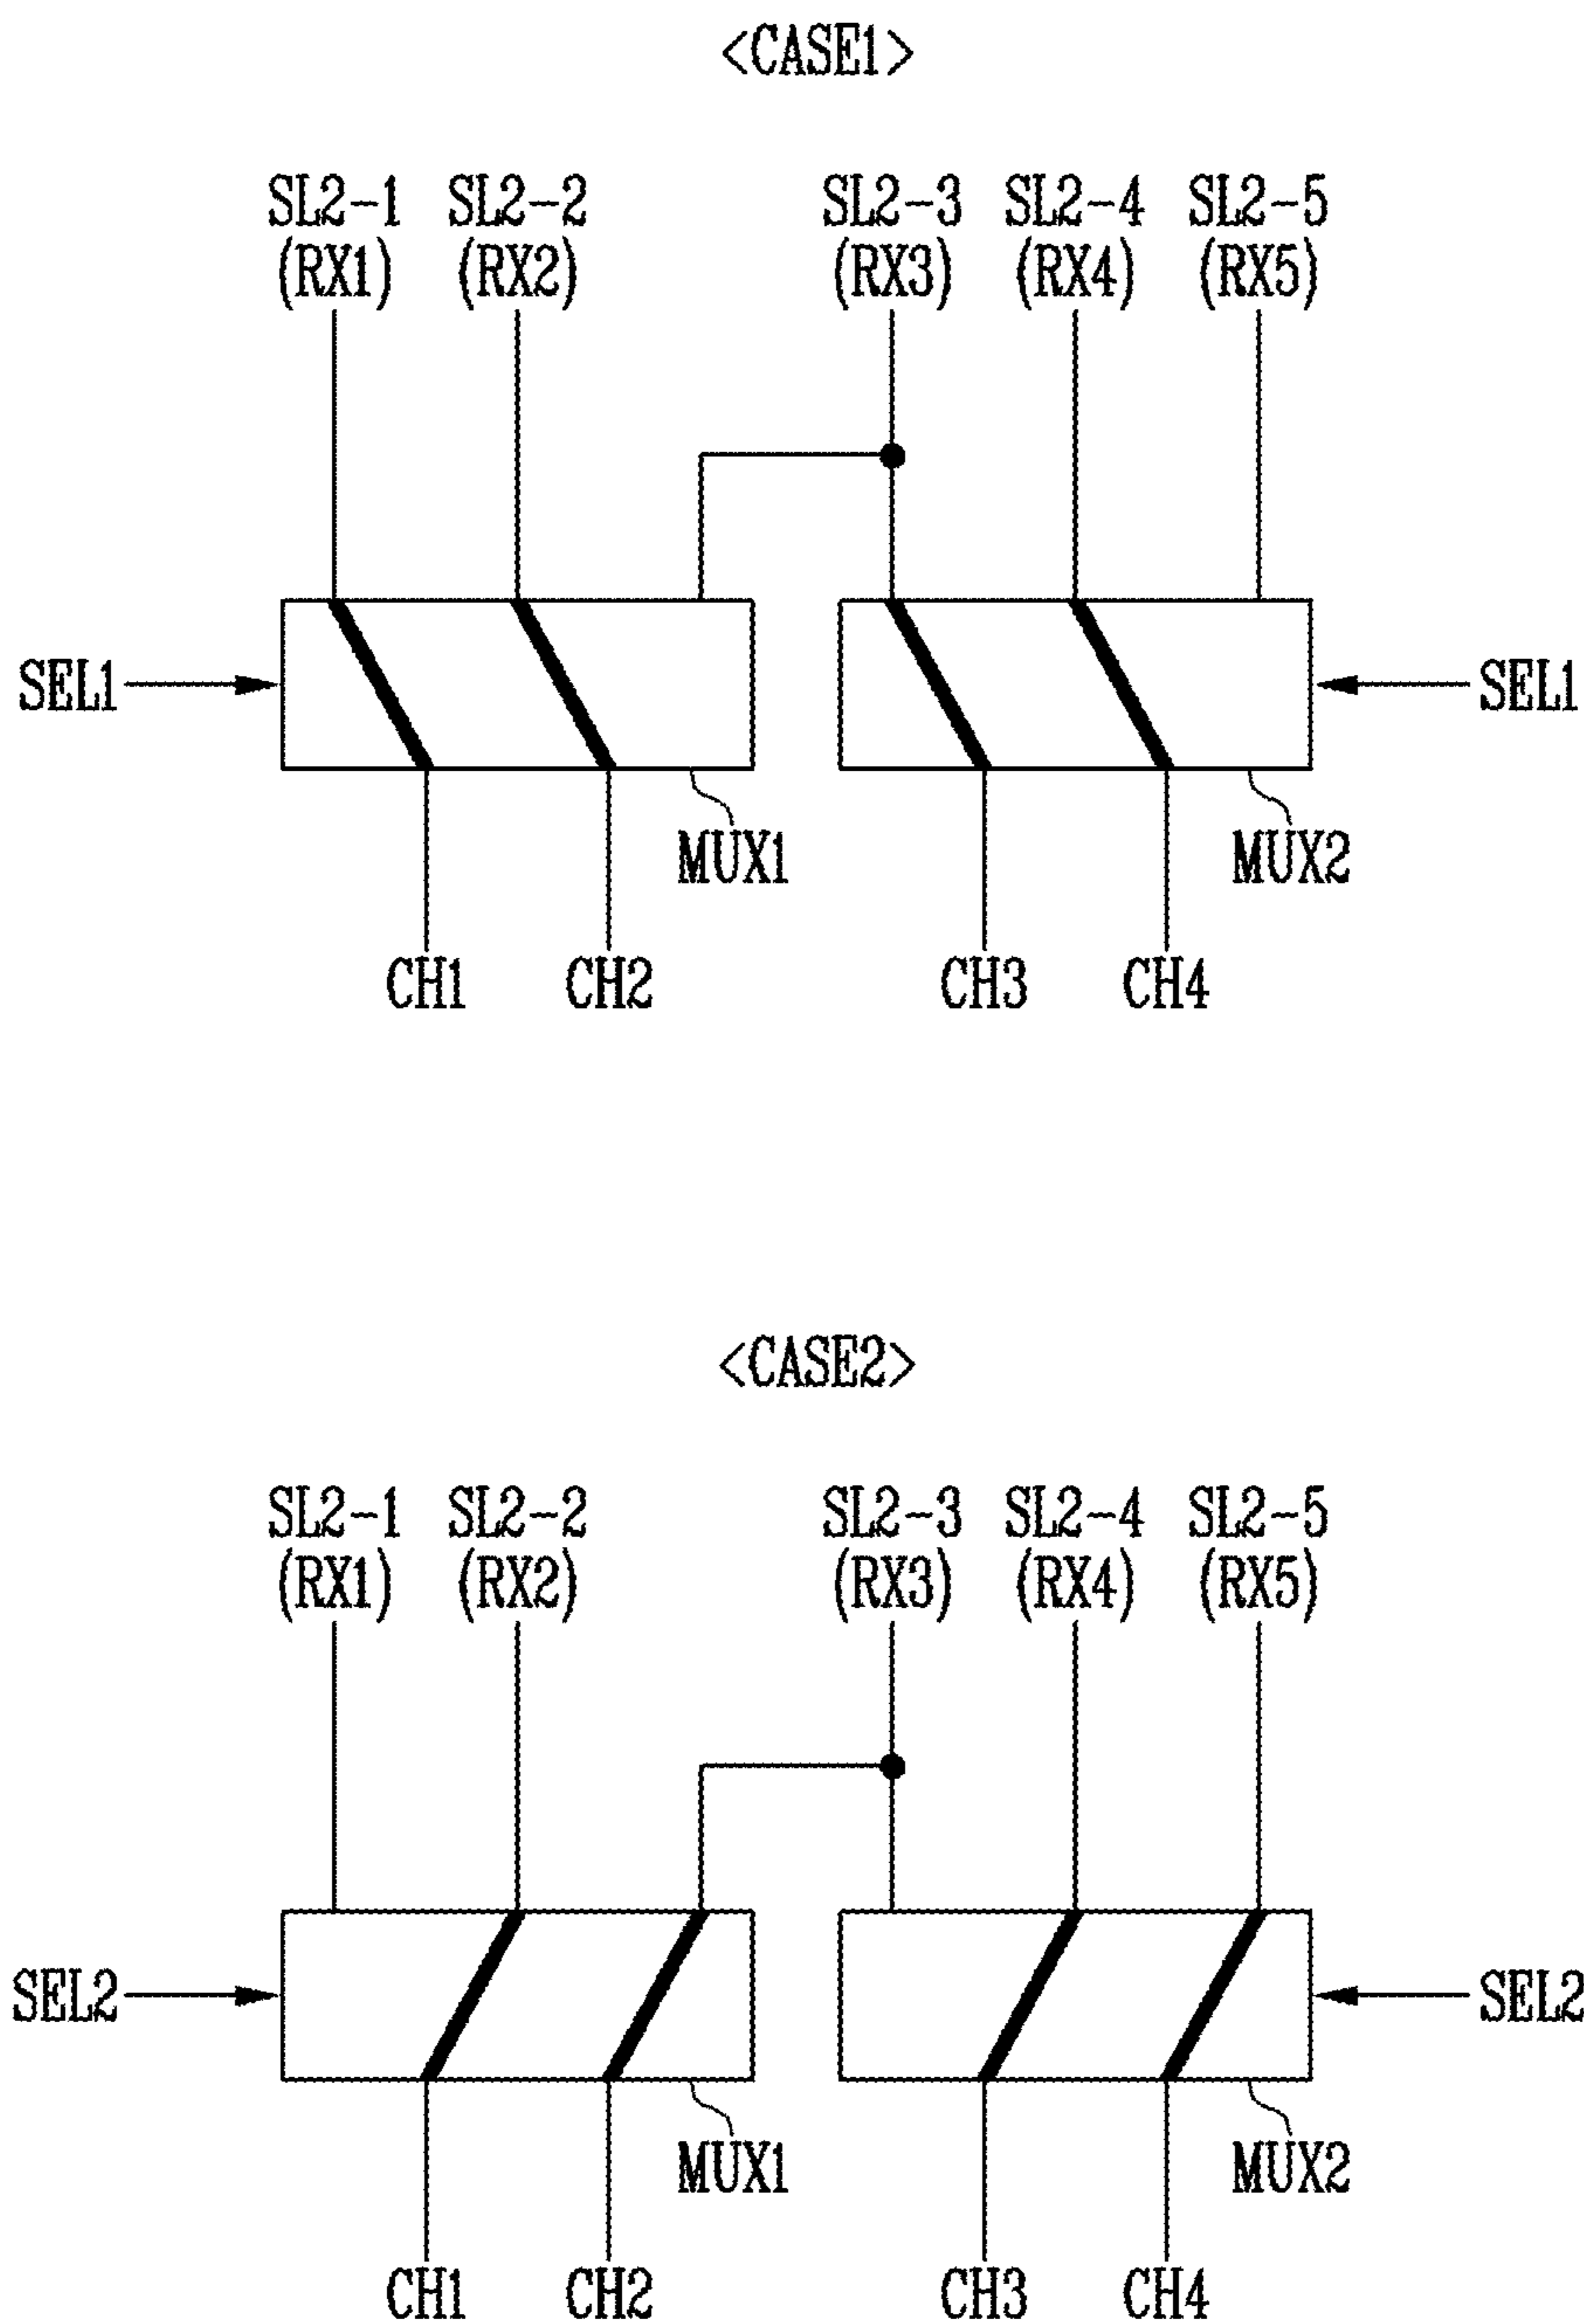 <CASE1>
SL2-1 SL2-2 SL2-3 SL2-4 SL2-5
(RX1) (RX2) (RX3) (RX4) (RX5)
SEL1 SEL1
MUX1 MUX2
CH1 CH2 CH3 CH4
<CASE2>
SL2-1 SL2-2 SL2-3 SL2-4 SL2-5
(RX1) (RX2) (RX3) (RX4) (RX5)
SEL2 SEL2
MUX1 MUX2
CH1 CH2 CH3 CH4